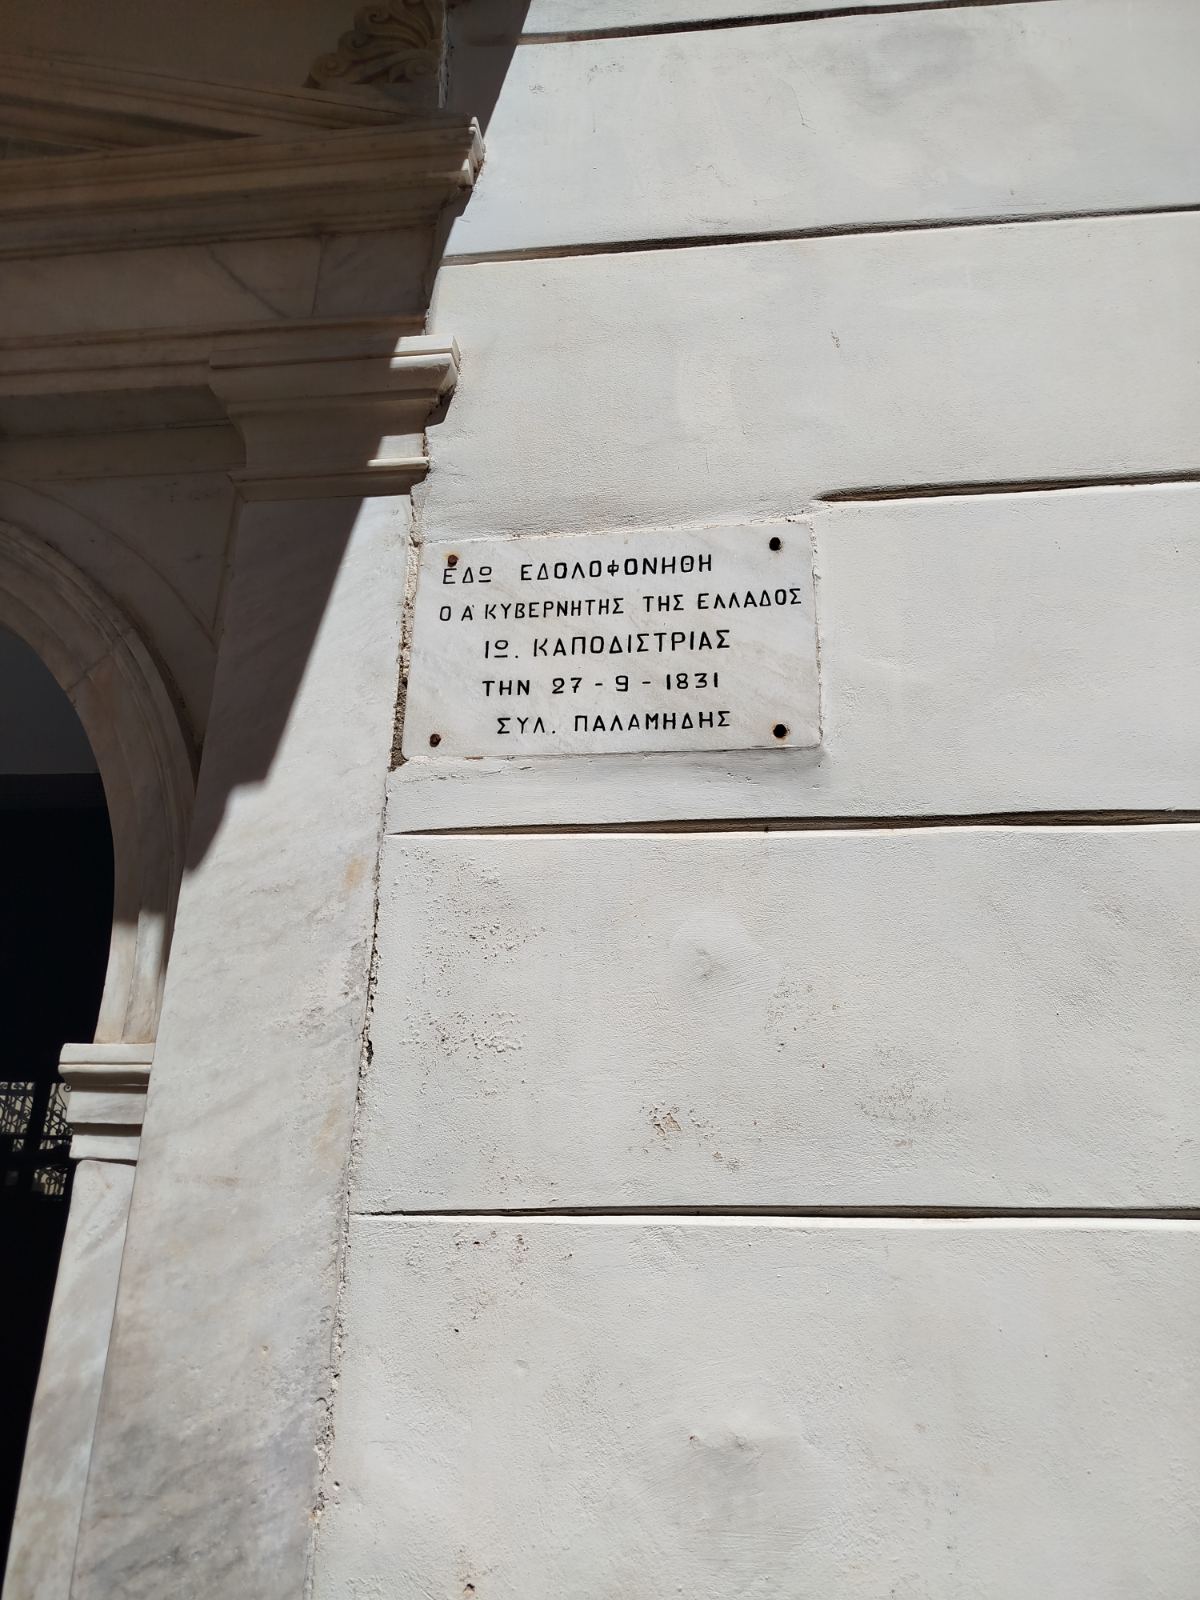 ΕΔΩ ΕΔΟΛΟΦΟΝΗΘΗ
Ο Α' ΚΥΒΕΡΝΗΤΗΣ ΤΗΣ ΕΛΛΑΔΟΣ
ΙΩ. ΚΑΠΟΔΙΣΤΡΙΑΣ
ΤΗΝ 27-9-1831
ΣΥΛ. ΠΑΛΑΜΗΔΗΣ